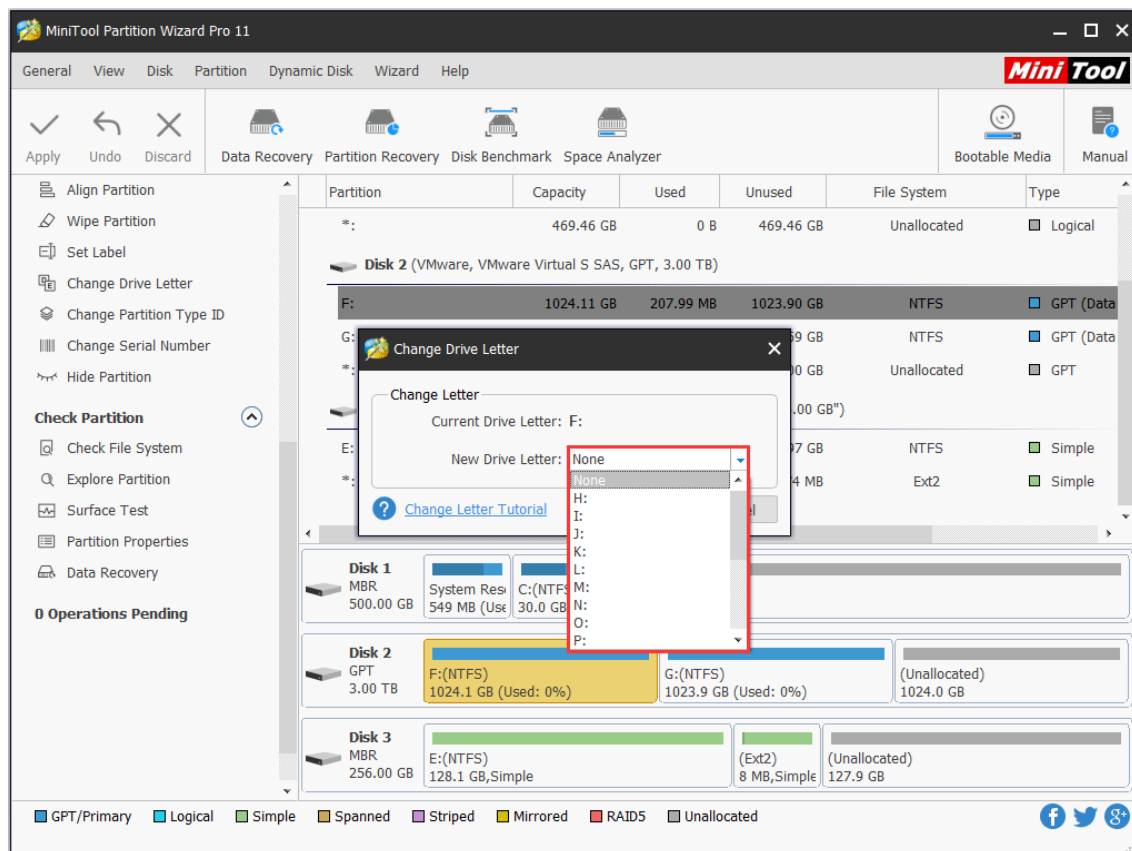 MiniTool Partition Wizard Pro 11
General View Disk Partition Dynamic Disk Wizard Help
Mini Tool
Apply Undo Discard Data Recovery Partition Recovery Disk Benchmark Space Analyzer Bootable Media Manual
Align Partition
Wipe Partition
Set Label
Change Drive Letter
Change Partition Type ID
Change Serial Number
Hide Partition
Check Partition
Check File System
Explore Partition
Surface Test
Partition Properties
Data Recovery
0 Operations Pending
Partition Capacity Used Unused File System Type
*: 469.46 GB 0 B 469.46 GB Unallocated Logical
Disk 2 (VMware, VMware Virtual S SAS, GPT, 3.00 TB)
F: 1024.11 GB 207.99 MB 1023.90 GB NTFS GPT (Data
G: 9 GB NTFS GPT (Data
*: 0 GB Unallocated GPT
.00 GB")
E: 7 GB NTFS Simple
*: 4 MB Ext2 Simple
Change Drive Letter
Change Letter
Current Drive Letter: F:
New Drive Letter: None
None
H:
I:
J:
K:
L:
M:
N:
O:
P:
Change Letter Tutorial
Disk 1
MBR
500.00 GB
System Res
549 MB (Use
C:(NTFS
30.0 GB
Disk 2
GPT
3.00 TB
F:(NTFS)
1024.1 GB (Used: 0%)
G:(NTFS)
1023.9 GB (Used: 0%)
(Unallocated)
1024.0 GB
Disk 3
MBR
256.00 GB
E:(NTFS)
128.1 GB,Simple
(Ext2)
8 MB,Simple
(Unallocated)
127.9 GB
GPT/Primary Logical Simple Spanned Striped Mirrored RAID5 Unallocated